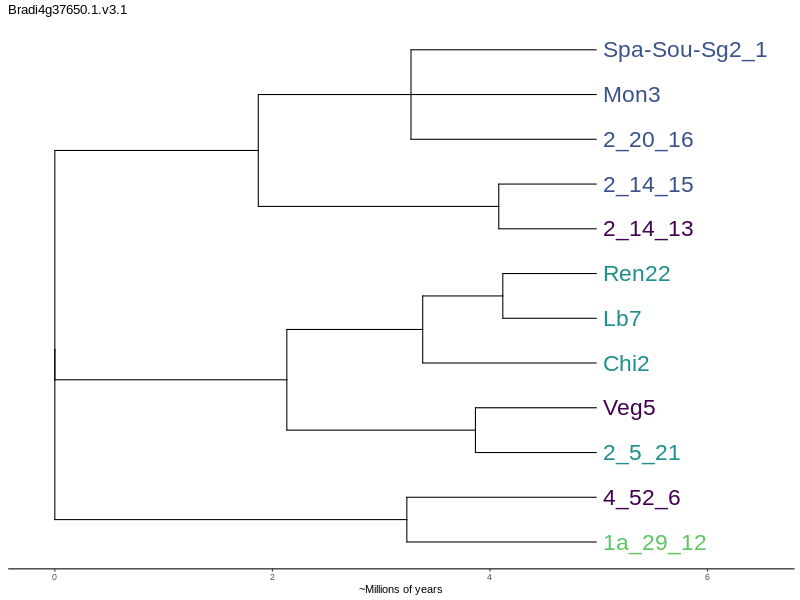 Bradi4g37650.1.v3.1
Spa-Sou-Sg2_1
Mon3
2_20_16
2_14_15
2_14_13
Ren22
Lb7
Chi2
Veg5
2_5_21
4_52_6
1a_29_12
0 2 4 6
~Millions of years